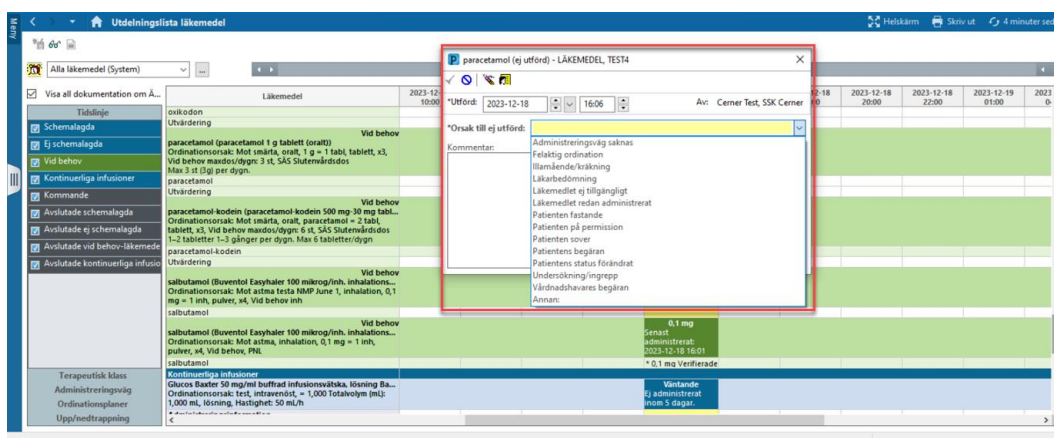 Meny
Utdelningslista läkemedel
Helskärm
Skriv ut
4 minuter sed
Alla läkemedel (System)
...
Visa all dokumentation om Ä...
Tidslinje
Schemalagda
Ej schemalagda
Vid behov
Kontinuerliga infusioner
Kommande
Avslutade schemalagda
Avslutade ej schemalagda
Avslutade vid behov-läkemede
Avslutade kontinuerliga infusio
Terapeutisk klass
Administreringsväg
Ordinationsplaner
Upp/nedtrappning
Läkemedel
2023-12-
10:00
2023-12-18
20:00
2023-12-18
22:00
2023-12-19
01:00
2023
oxikodon
Utvärdering
Vid behov
paracetamol (paracetamol 1 g tablett (oralt))
Ordinationsorsak: Mot smärta, oralt, 1 g = 1 tabl, tablett, x3,
Vid behov maxdos/dygn: 3 st, SÄS Slutenvårdsdos
Max 3 st (3g) per dygn.
paracetamol
Utvärdering
Vid behov
paracetamol-kodein (paracetamol-kodein 500 mg-30 mg tabl...
Ordinationsorsak: Mot smärta, oralt, paracetamol = 2 tabl,
tablett, x3, Vid behov maxdos/dygn: 6 st, SÄS Slutenvårdsdos
1–2 tabletter 1–3 gånger per dygn. Max 6 tabletter/dygn
paracetamol-kodein
Utvärdering
Vid behov
salbutamol (Buventol Easyhaler 100 mikrog/inh. inhalations...
Ordinationsorsak: Mot astma testa NMP June 1, inhalation, 0,1
mg = 1 inh, pulver, x4, Vid behov inh
salbutamol
Vid behov
salbutamol (Buventol Easyhaler 100 mikrog/inh. inhalations...
Ordinationsorsak: Mot astma, inhalation, 0,1 mg = 1 inh,
pulver, x4, Vid behov, PNL
salbutamol
0,1 mg
Senast
administrerat:
2023-12-18 16:01
* 0,1 mg Verifierade
Kontinuerliga infusioner
Glucos Baxter 50 mg/ml buffrad infusionsvätska, lösning Ba...
Ordinationsorsak: test, intravenöst, = 1,000 Totalvolym (mL):
1,000 mL, lösning, Hastighet: 50 mL/h
Väntande
Ej administrerat
inom 5 dagar.
Administreringsinformation
paracetamol (ej utförd) - LÄKEMEDEL, TEST4
*Utförd:
2023-12-18
16:06
Av: Cerner Test, SSK Cerner
*Orsak till ej utförd:
Kommentar:
Administreringsväg saknas
Felaktig ordination
Illamående/kräkning
Läkarbedömning
Läkemedlet ej tillgängligt
Läkemedlet redan administrerat
Patienten fastande
Patienten på permission
Patienten sover
Patientens begäran
Patientens status förändrat
Undersökning/ingrepp
Vårdnadshavares begäran
Annan: